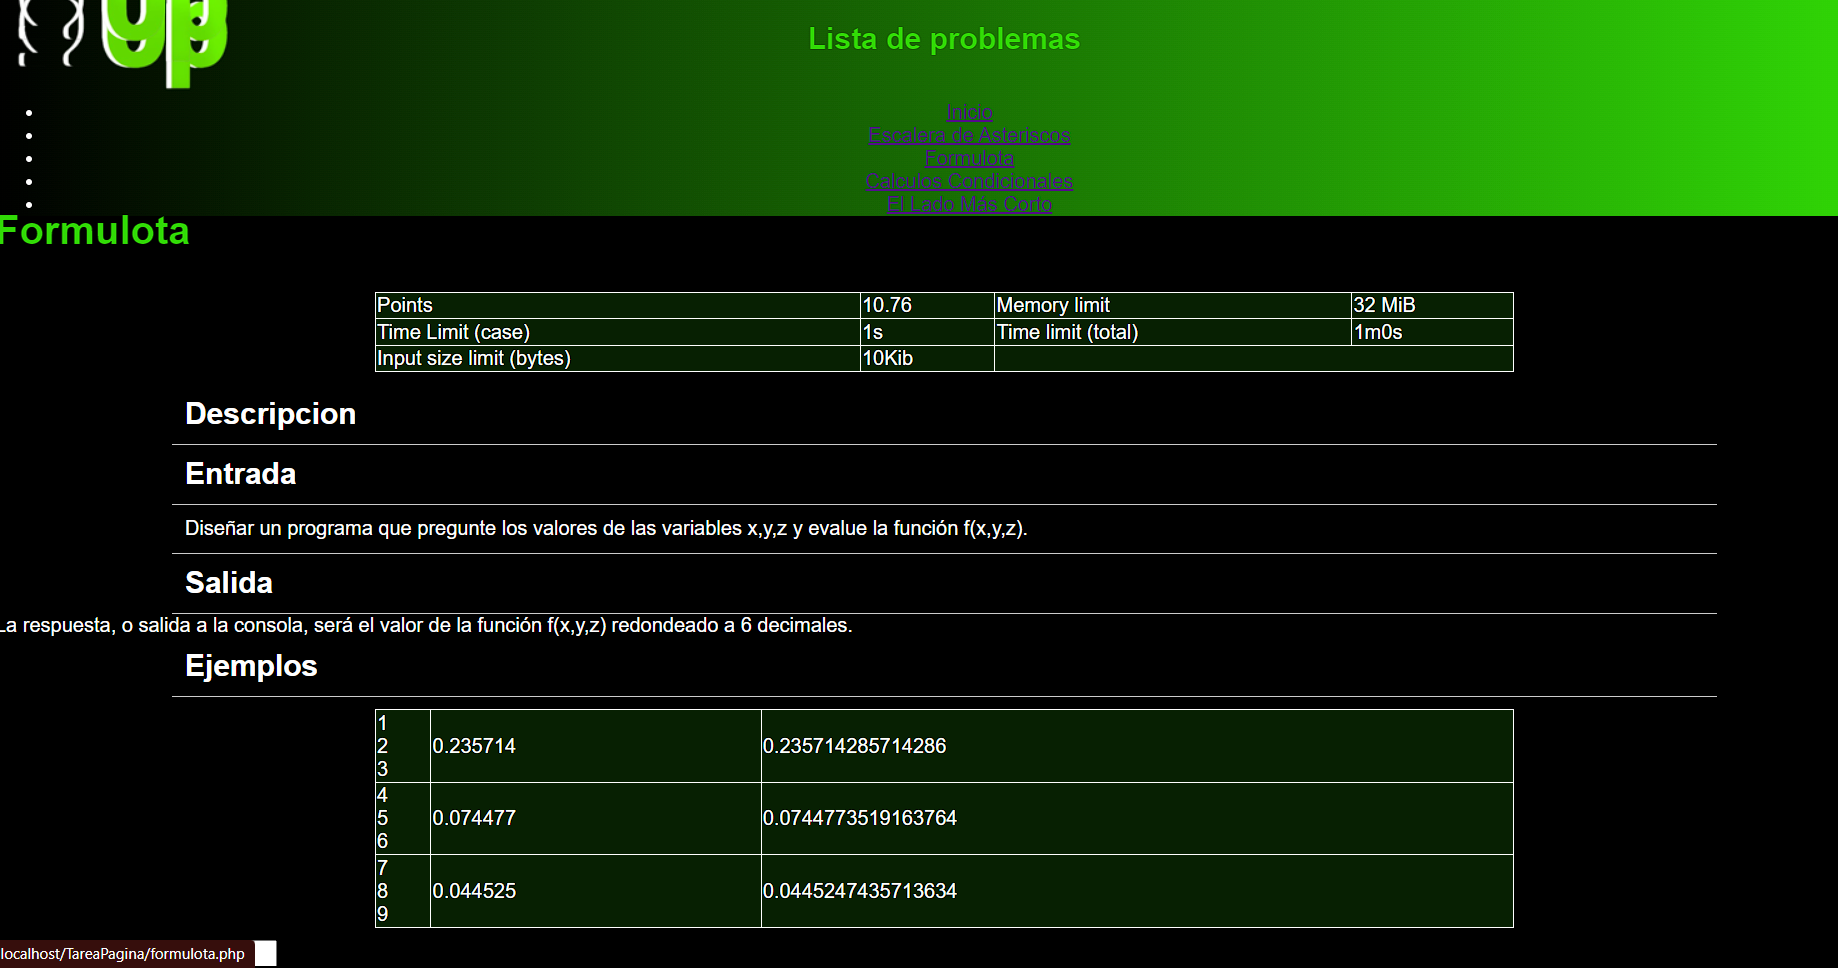 up
Lista de problemas
Inicio
Escalera de Asteriscos
Formulota
Calculos Condicionales
El Lado Más Corto
Formulota
Points 10.76 Memory limit 32 MiB
Time Limit (case) 1s Time limit (total) 1m0s
Input size limit (bytes) 10Kib
Descripcion
Entrada
Diseñar un programa que pregunte los valores de las variables x,y,z y evalue la función f(x,y,z).
Salida
La respuesta, o salida a la consola, será el valor de la función f(x,y,z) redondeado a 6 decimales.
Ejemplos
1
2 0.235714 0.235714285714286
3
4
5 0.074477 0.0744773519163764
6
7
8 0.044525 0.0445247435713634
9
localhost/TareaPagina/formulota.php